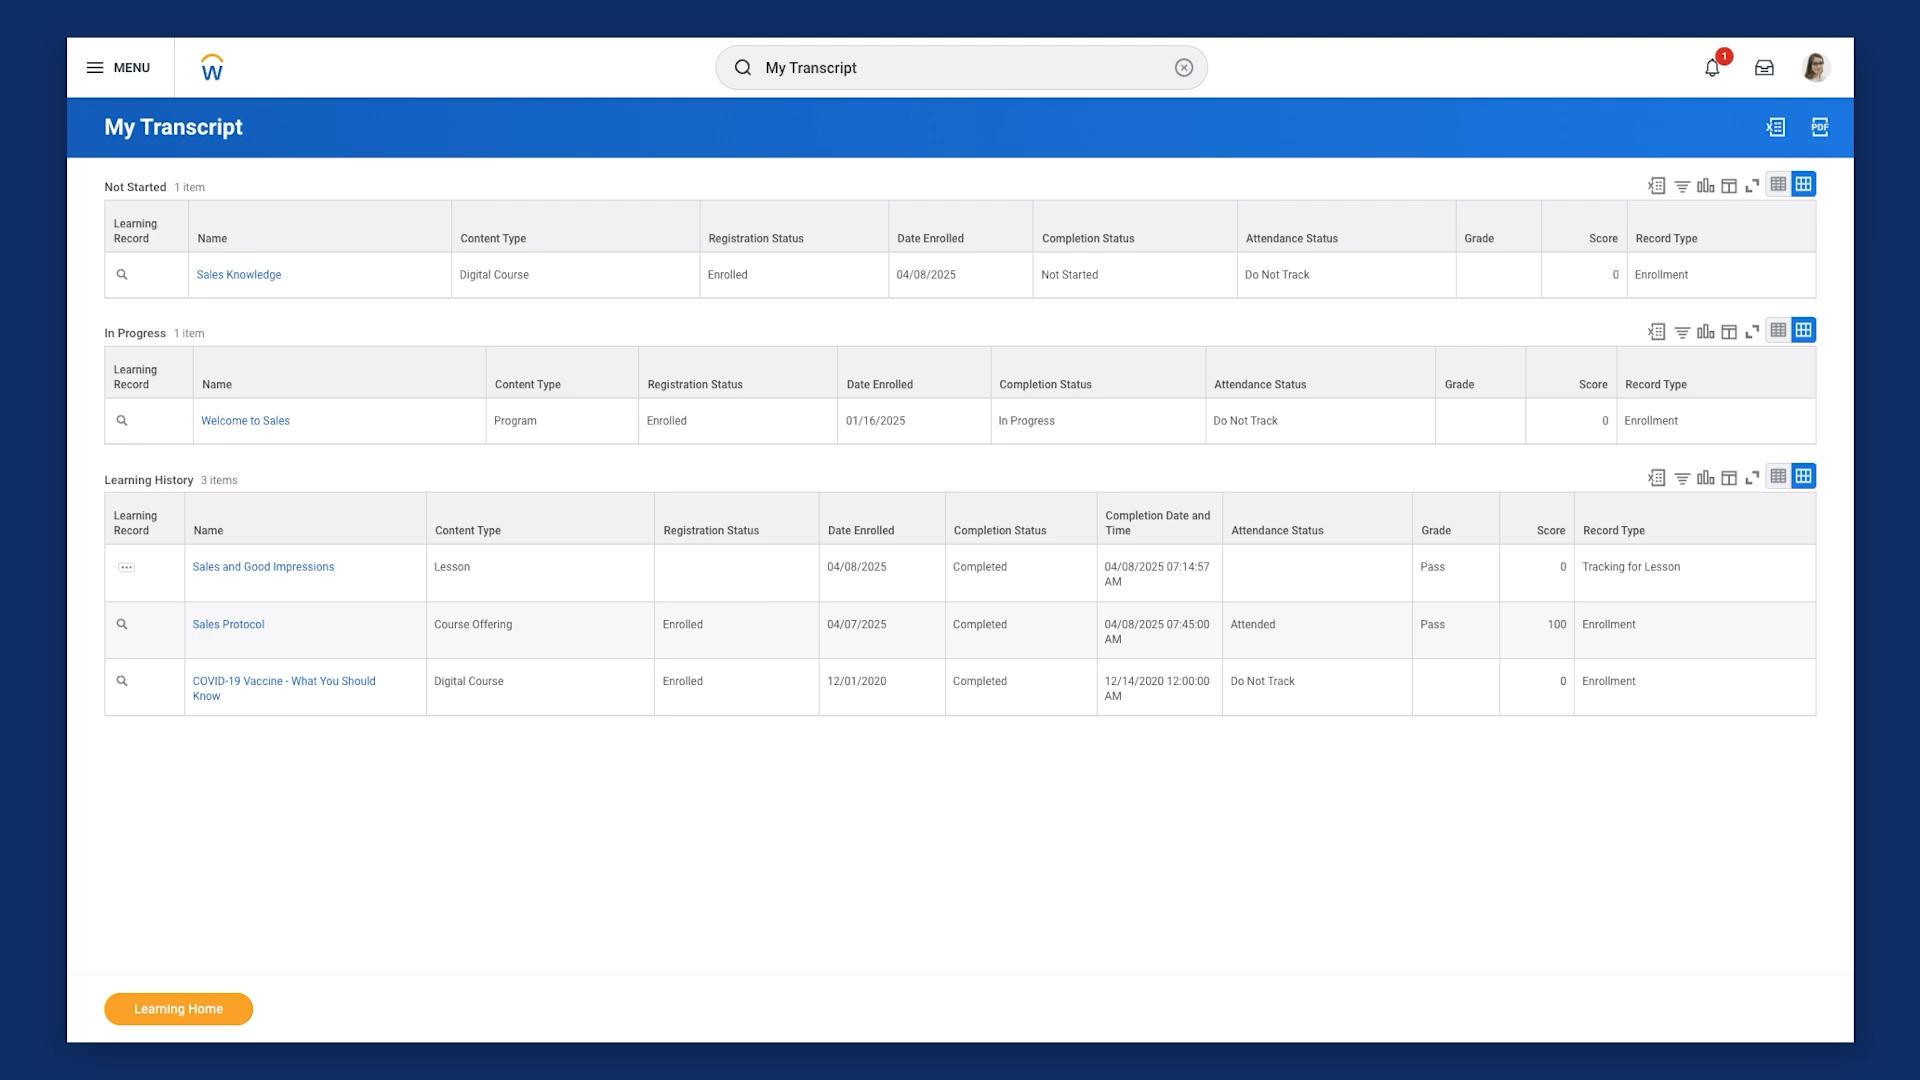 MENU
My Transcript
1
My Transcript
PDF
Not Started 1 item
Learning Record Name Content Type Registration Status Date Enrolled Completion Status Attendance Status Grade Score Record Type
Sales Knowledge Digital Course Enrolled 04/08/2025 Not Started Do Not Track 0 Enrollment
In Progress 1 item
Learning Record Name Content Type Registration Status Date Enrolled Completion Status Attendance Status Grade Score Record Type
Welcome to Sales Program Enrolled 01/16/2025 In Progress Do Not Track 0 Enrollment
Learning History 3 items
Learning Record Name Content Type Registration Status Date Enrolled Completion Status Completion Date and Time Attendance Status Grade Score Record Type
Sales and Good Impressions Lesson 04/08/2025 Completed 04/08/2025 07:14:57 AM Pass 0 Tracking for Lesson
Sales Protocol Course Offering Enrolled 04/07/2025 Completed 04/08/2025 07:45:00 AM Attended Pass 100 Enrollment
COVID-19 Vaccine - What You Should Know Digital Course Enrolled 12/01/2020 Completed 12/14/2020 12:00:00 AM Do Not Track 0 Enrollment
Learning Home